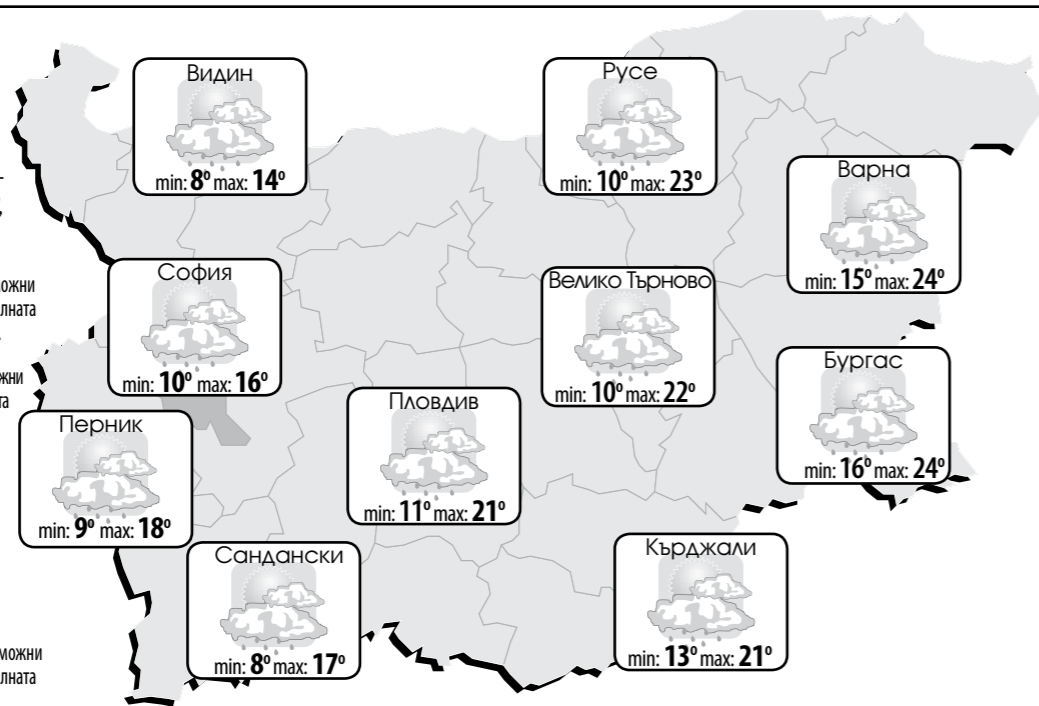 Видин
min: 8° max: 14°
Русе
min: 10° max: 23°
Варна
min: 15° max: 24°
София
min: 10° max: 16°
Велико Търново
min: 10° max: 22°
Бургас
min: 16° max: 24°
Пловдив
min: 11° max: 21°
Перник
min: 9° max: 18°
Сандански
min: 8° max: 17°
Кърджали
min: 13° max: 21°